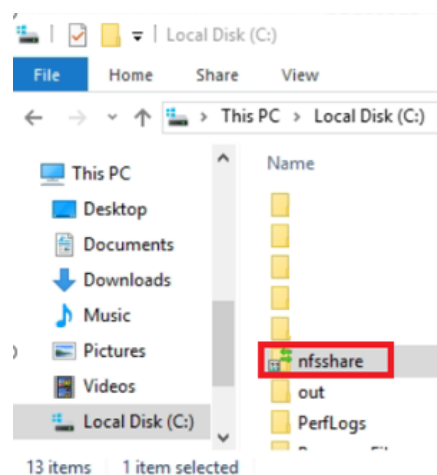 Local Disk (C:)
File Home Share View
This PC > Local Disk (C:)
Name
This PC
Desktop
Documents
Downloads
Music
Pictures
Videos
Local Disk (C:)
nfsshare
out
PerfLogs
13 items 1 item selected